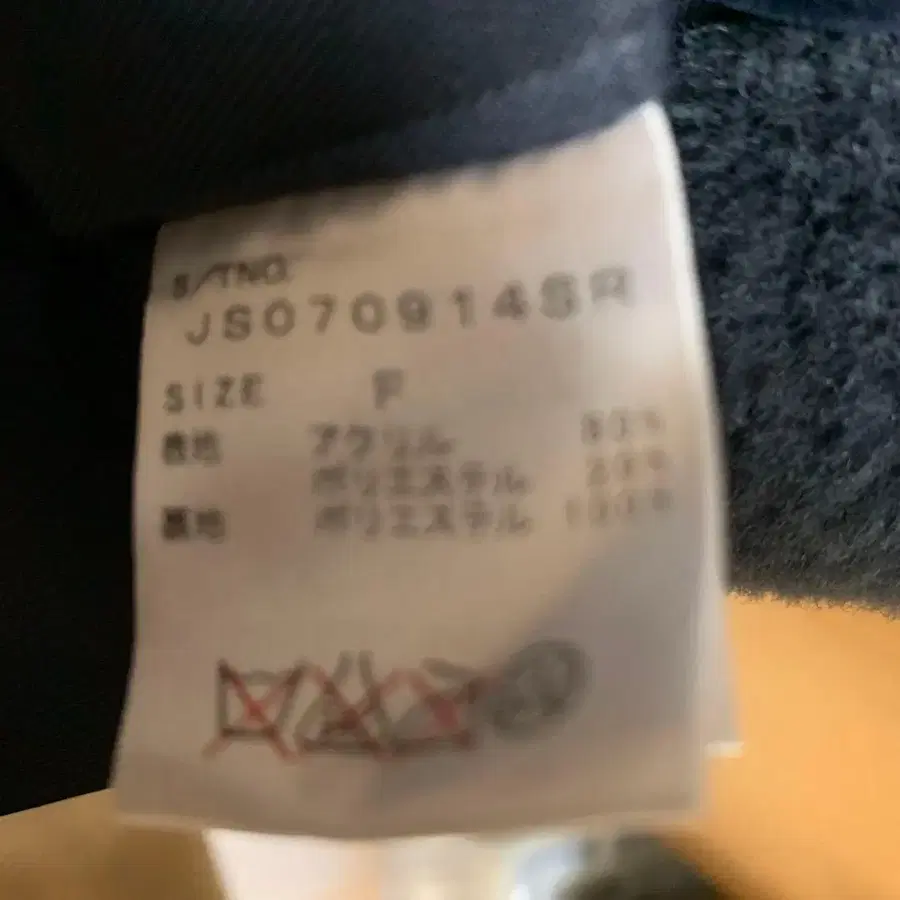 S/TNO.
JS070914SR
SIZE F
表地 アクリル
ポリエステル
裏地 ポリエステル 100%